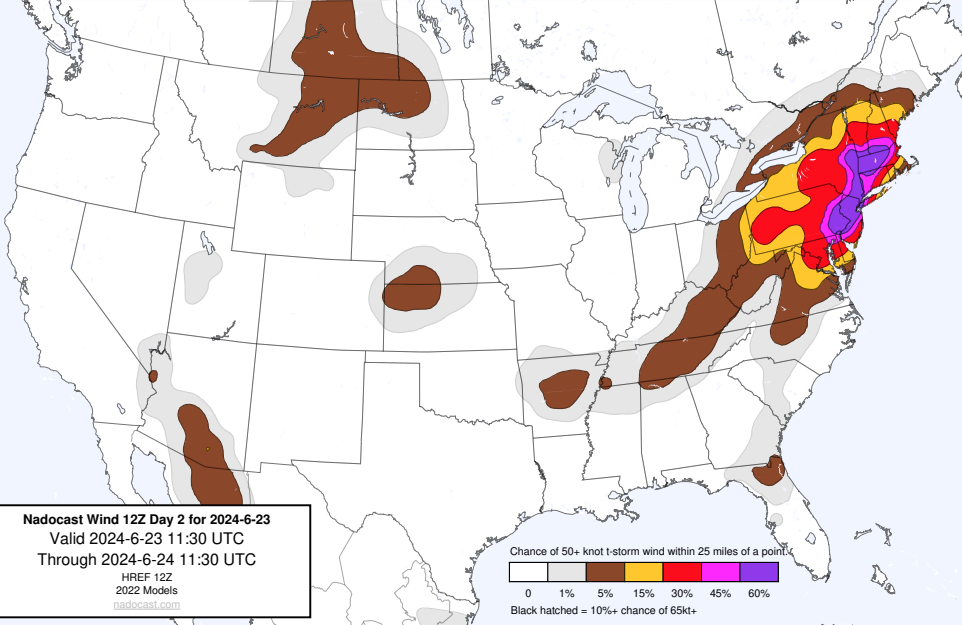 Nadocast Wind 12Z Day 2 for 2024-6-23
Valid 2024-6-23 11:30 UTC
Through 2024-6-24 11:30 UTC
HREF 12Z
2022 Models
nadocast.com
Chance of 50+ knot t-storm wind within 25 miles of a point.
0 1% 5% 15% 30% 45% 60%
Black hatched = 10%+ chance of 65kt+